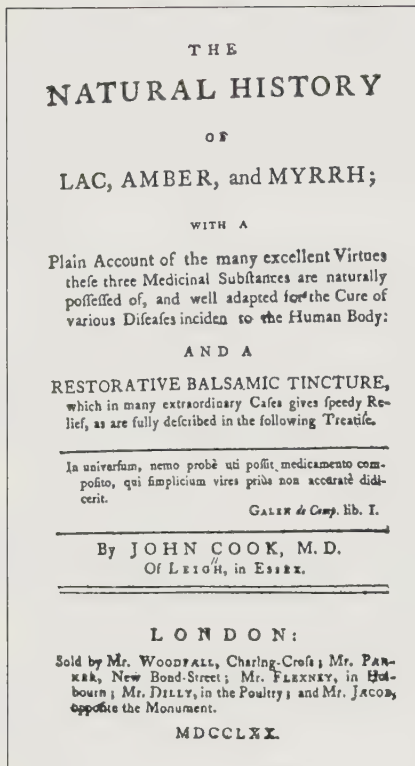 THE
NATURAL HISTORY
OF
LAC, AMBER, and MYRRH;
WITH A
Plain Account of the many excellent Virtues
theſe three Medicinal Subſtances are naturally
poſſeſſed of, and well adapted for the Cure of
various Diſeaſes inciden to the Human Body:
AND A
RESTORATIVE BALSAMIC TINCTURE,
which in many extraordinary Caſes gives ſpeedy Re-
lief, as are fully deſcribed in the following Treatiſe.
In univerſum, nemo probè uti poſſit medicamento com-
poſito, qui ſimplicium vires priùs non accuratè didi-
cerit.
GALEN de Comp. lib. I.
By JOHN COOK, M.D.
Of LEIGH, in ESSEX.
LONDON:
Sold by Mr. WOODFALL, Charing-Croſs; Mr. PAR-
KER, New Bond-Street; Mr. FLEXNEY, in Hol-
bourn; Mr. DILLY, in the Poultry; and Mr. JACOB,
oppoſite the Monument.
MDCCLXX.